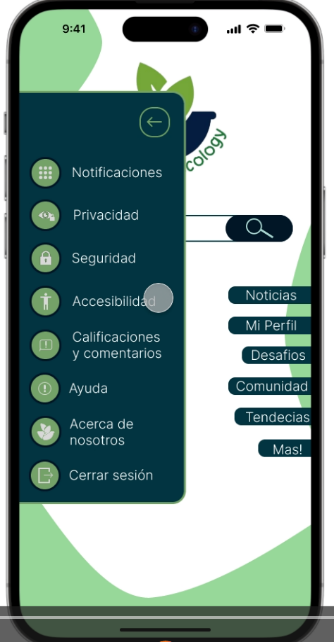 9:41
cology
Notificaciones
Privacidad
Seguridad
Accesibilidad
Calificaciones
y comentarios
Ayuda
Acerca de
nosotros
Cerrar sesión
Noticias
Mi Perfil
Desafios
Comunidad
Tendecias
Mas!